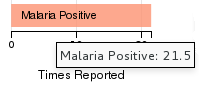 Malaria Positive
0
Malaria Positive: 21.5
Times Reported